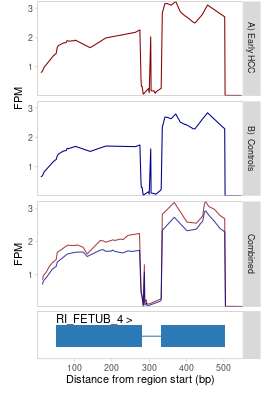 3
2
1
A) Early HCC
FPM
3
2
1
B): Controls
3
2
1
Combined
FPM
RI_FETUB_4 >
0 100 200 300 400 500
Distance from region start (bp)